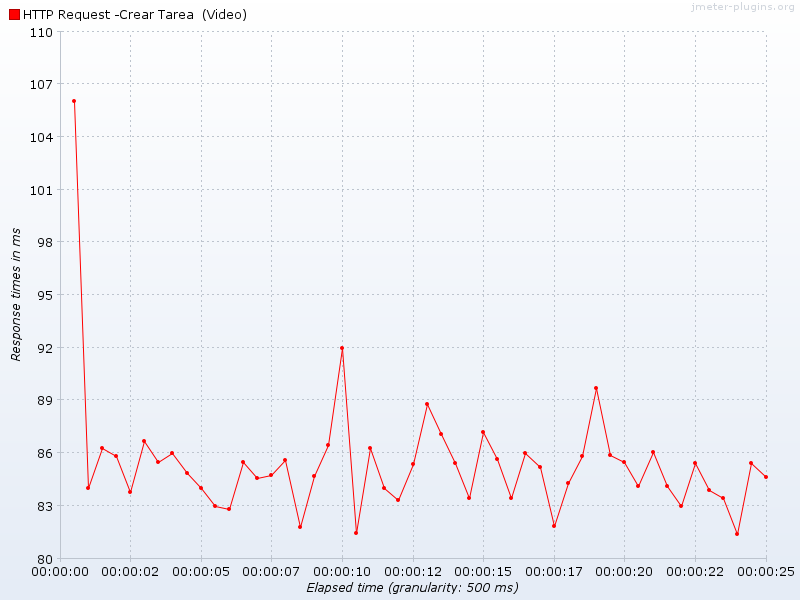 jmeter-plugins.org
HTTP Request -Crear Tarea  (Video)
110
107
104
101
98
95
92
89
86
83
80
Response times in ms
00:00:00 00:00:02 00:00:05 00:00:07 00:00:10 00:00:12 00:00:15 00:00:17 00:00:20 00:00:22 00:00:25
Elapsed time (granularity: 500 ms)